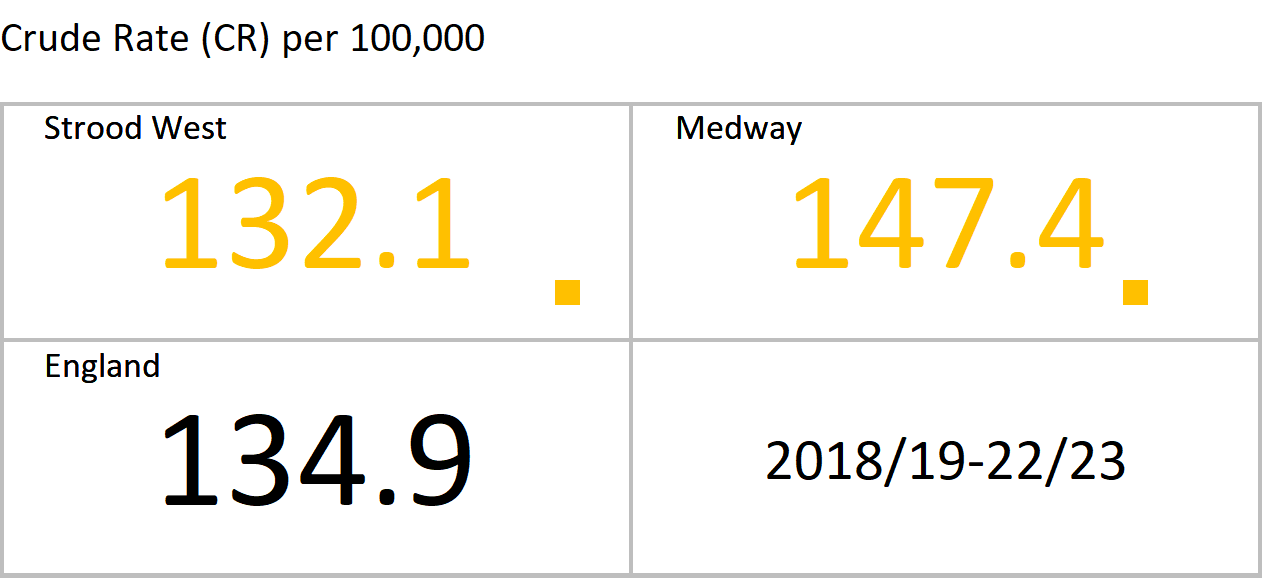 Crude Rate (CR) per 100,000
Strood West
132.1
Medway
147.4
England
134.9
2018/19-22/23